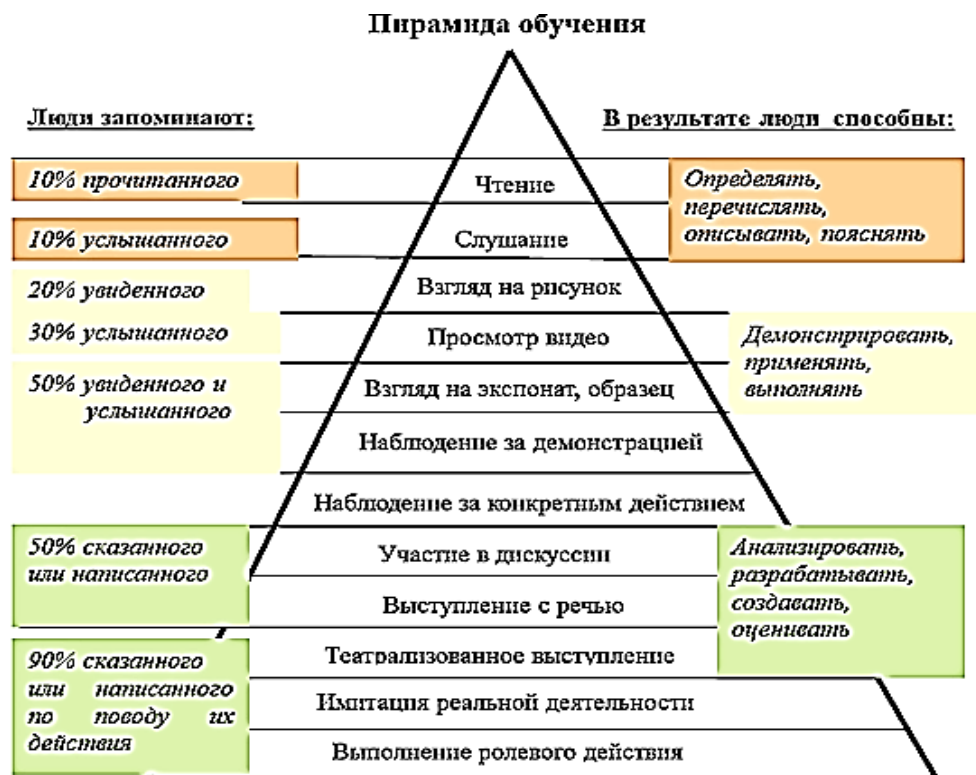 Пирамида обучения
Люди запоминают:
В результате люди способны:
10% прочитанного
Чтение
Определять,
перечислять,
описывать, пояснять
10% услышанного
Слушание
20% увиденного
Взгляд на рисунок
30% услышанного
Просмотр видео
Демонстрировать,
применять,
выполнять
50% увиденного и
услышанного
Взгляд на экспонат, образец
Наблюдение за демонстрацией
Наблюдение за конкретным действием
50% сказанного
или написанного
Участие в дискуссии
Анализировать,
разрабатывать,
создавать,
оценивать
Выступление с речью
90% сказанного
или написанного
по поводу их
действия
Театрализованное выступление
Имитация реальной деятельности
Выполнение ролевого действия